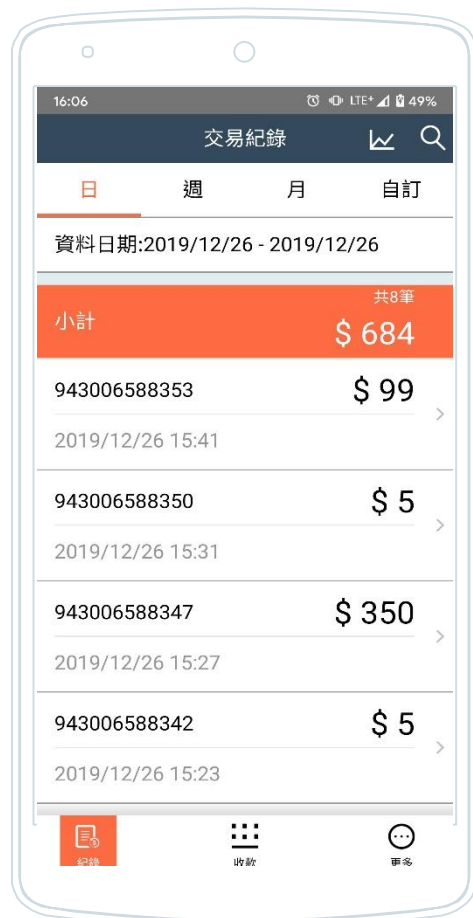 16:06 LTE+ 49%
交易紀錄
日 週 月 自訂
資料日期:2019/12/26 - 2019/12/26
共8筆
小計 $ 684
943006588353 $ 99
2019/12/26 15:41
943006588350 $ 5
2019/12/26 15:31
943006588347 $ 350
2019/12/26 15:27
943006588342 $ 5
2019/12/26 15:23
紀錄 收款 更多